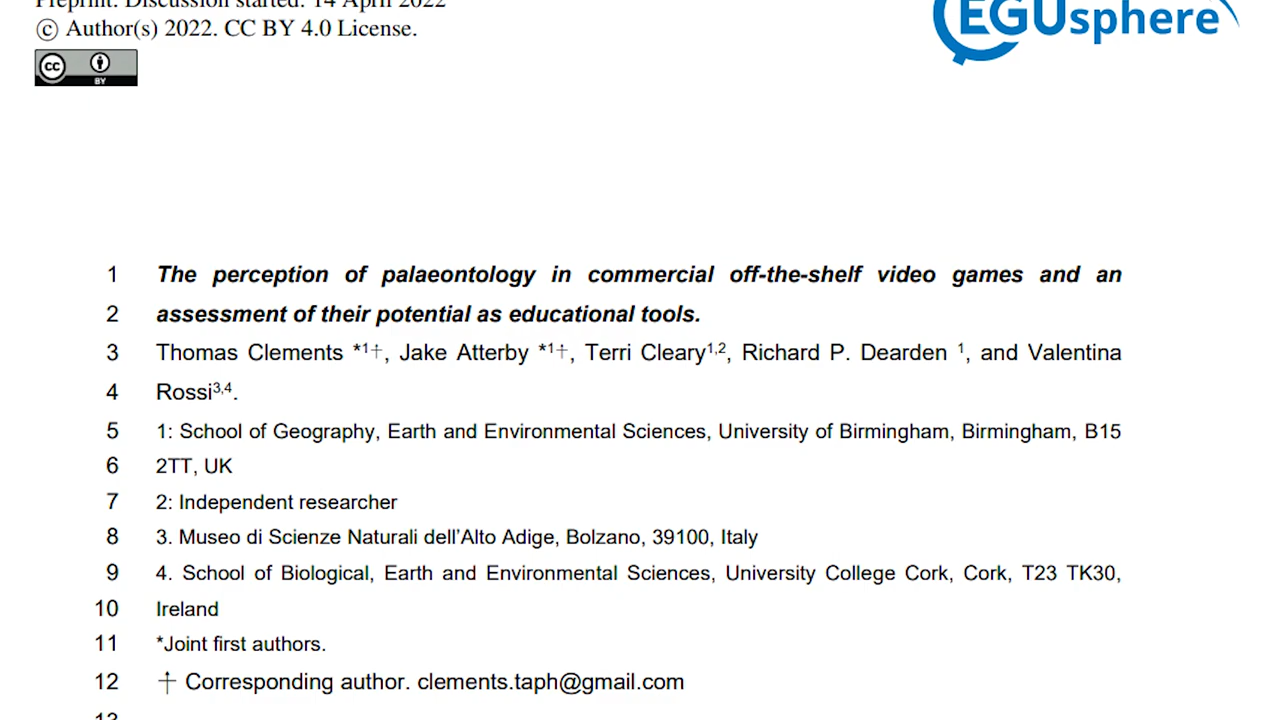 Preprint. Discussion started: 14 April 2022
© Author(s) 2022. CC BY 4.0 License.
EGUsphere
cc BY
1 The perception of palaeontology in commercial off-the-shelf video games and an
2 assessment of their potential as educational tools.
3 Thomas Clements *1†, Jake Atterby *1†, Terri Cleary1,2, Richard P. Dearden 1, and Valentina
4 Rossi3,4.
5 1: School of Geography, Earth and Environmental Sciences, University of Birmingham, Birmingham, B15
6 2TT, UK
7 2: Independent researcher
8 3. Museo di Scienze Naturali dell’Alto Adige, Bolzano, 39100, Italy
9 4. School of Biological, Earth and Environmental Sciences, University College Cork, Cork, T23 TK30,
10 Ireland
11 *Joint first authors.
12 † Corresponding author. clements.taph@gmail.com
13